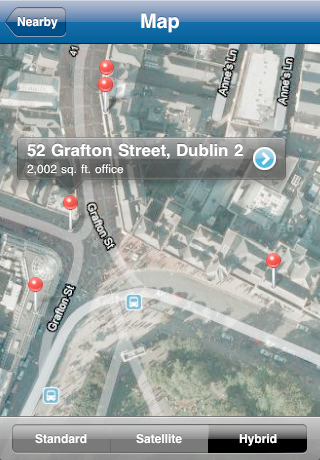 Nearby
Map
41
Anne's Ln
Anne's Ln
52 Grafton Street, Dublin 2
2,002 sq. ft. office
Grafton St
Grafton St
Standard
Satellite
Hybrid